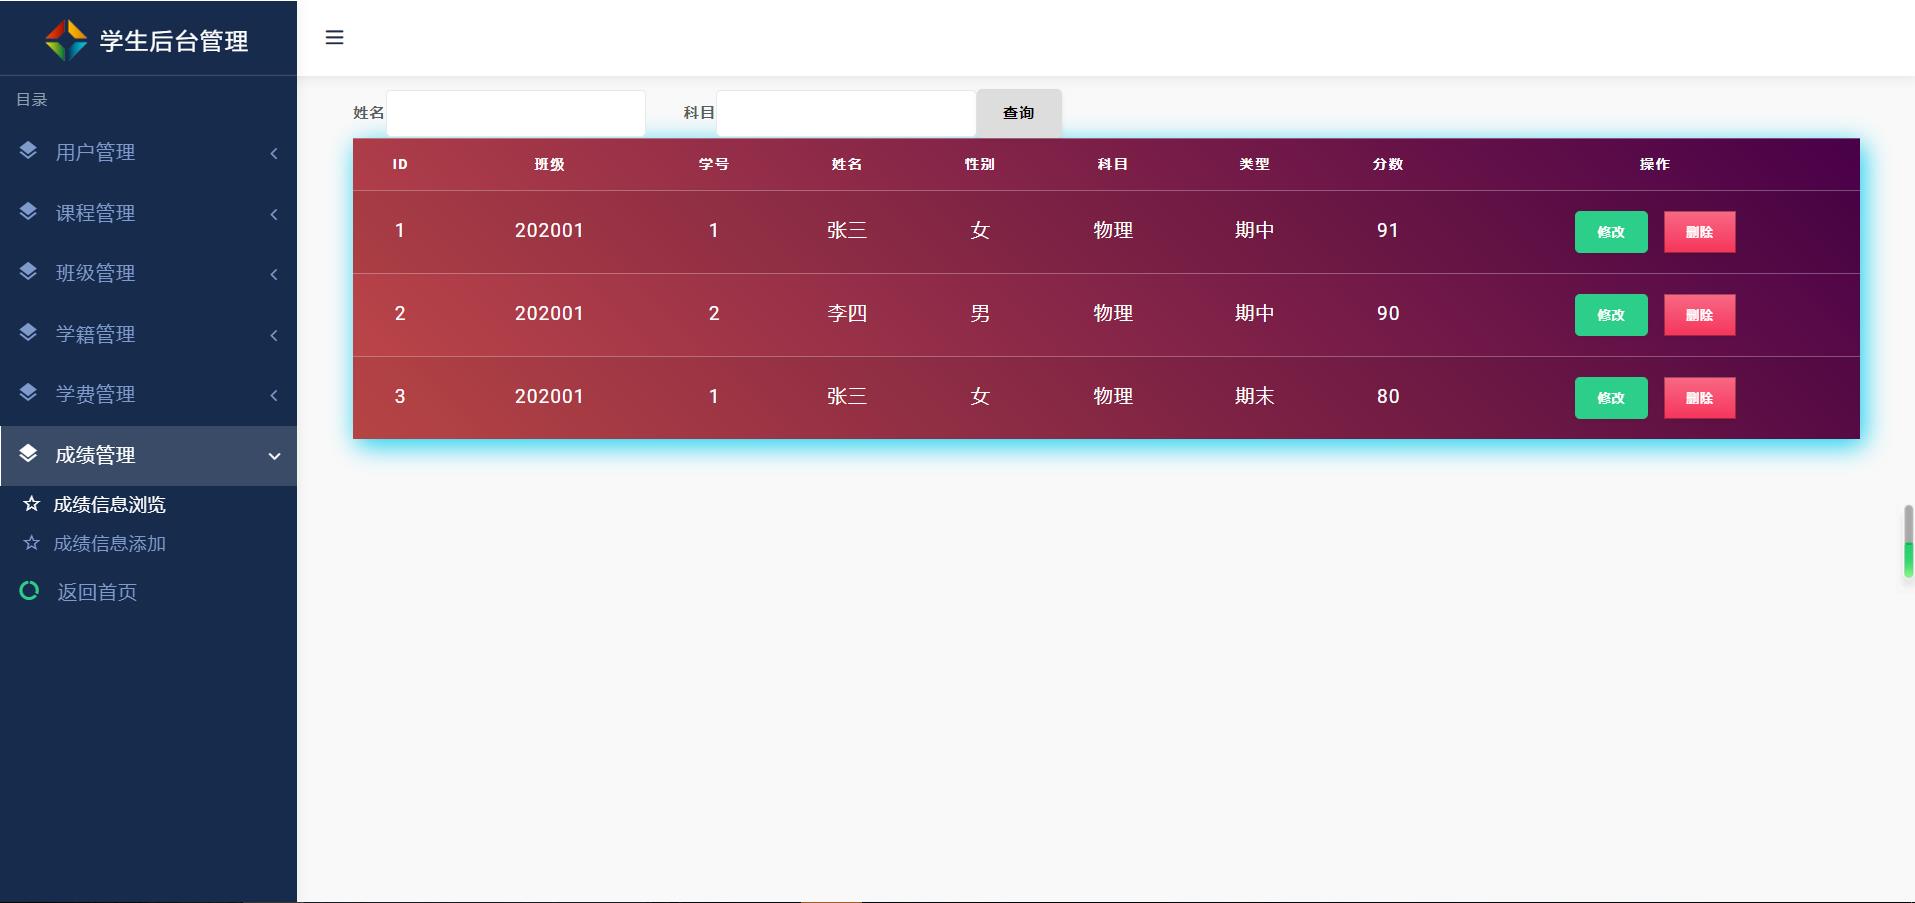 学生后台管理
目录
用户管理
课程管理
班级管理
学籍管理
学费管理
成绩管理
成绩信息浏览
成绩信息添加
返回首页
姓名 科目 查询
ID 班级 学号 姓名 性别 科目 类型 分数 操作
1 202001 1 张三 女 物理 期中 91 修改 删除
2 202001 2 李四 男 物理 期中 90 修改 删除
3 202001 1 张三 女 物理 期末 80 修改 删除